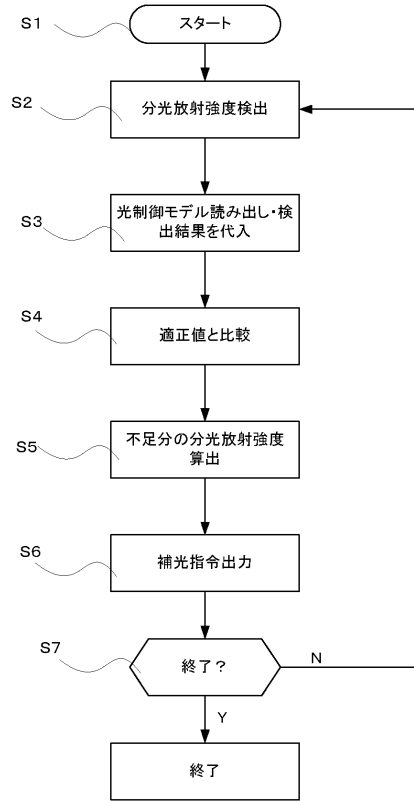 S1
スタート
S2
分光放射強度検出
S3
光制御モデル読み出し・検
出結果を代入
S4
適正値と比較
S5
不足分の分光放射強度
算出
S6
補光指令出力
S7
終了？
N
Y
終了